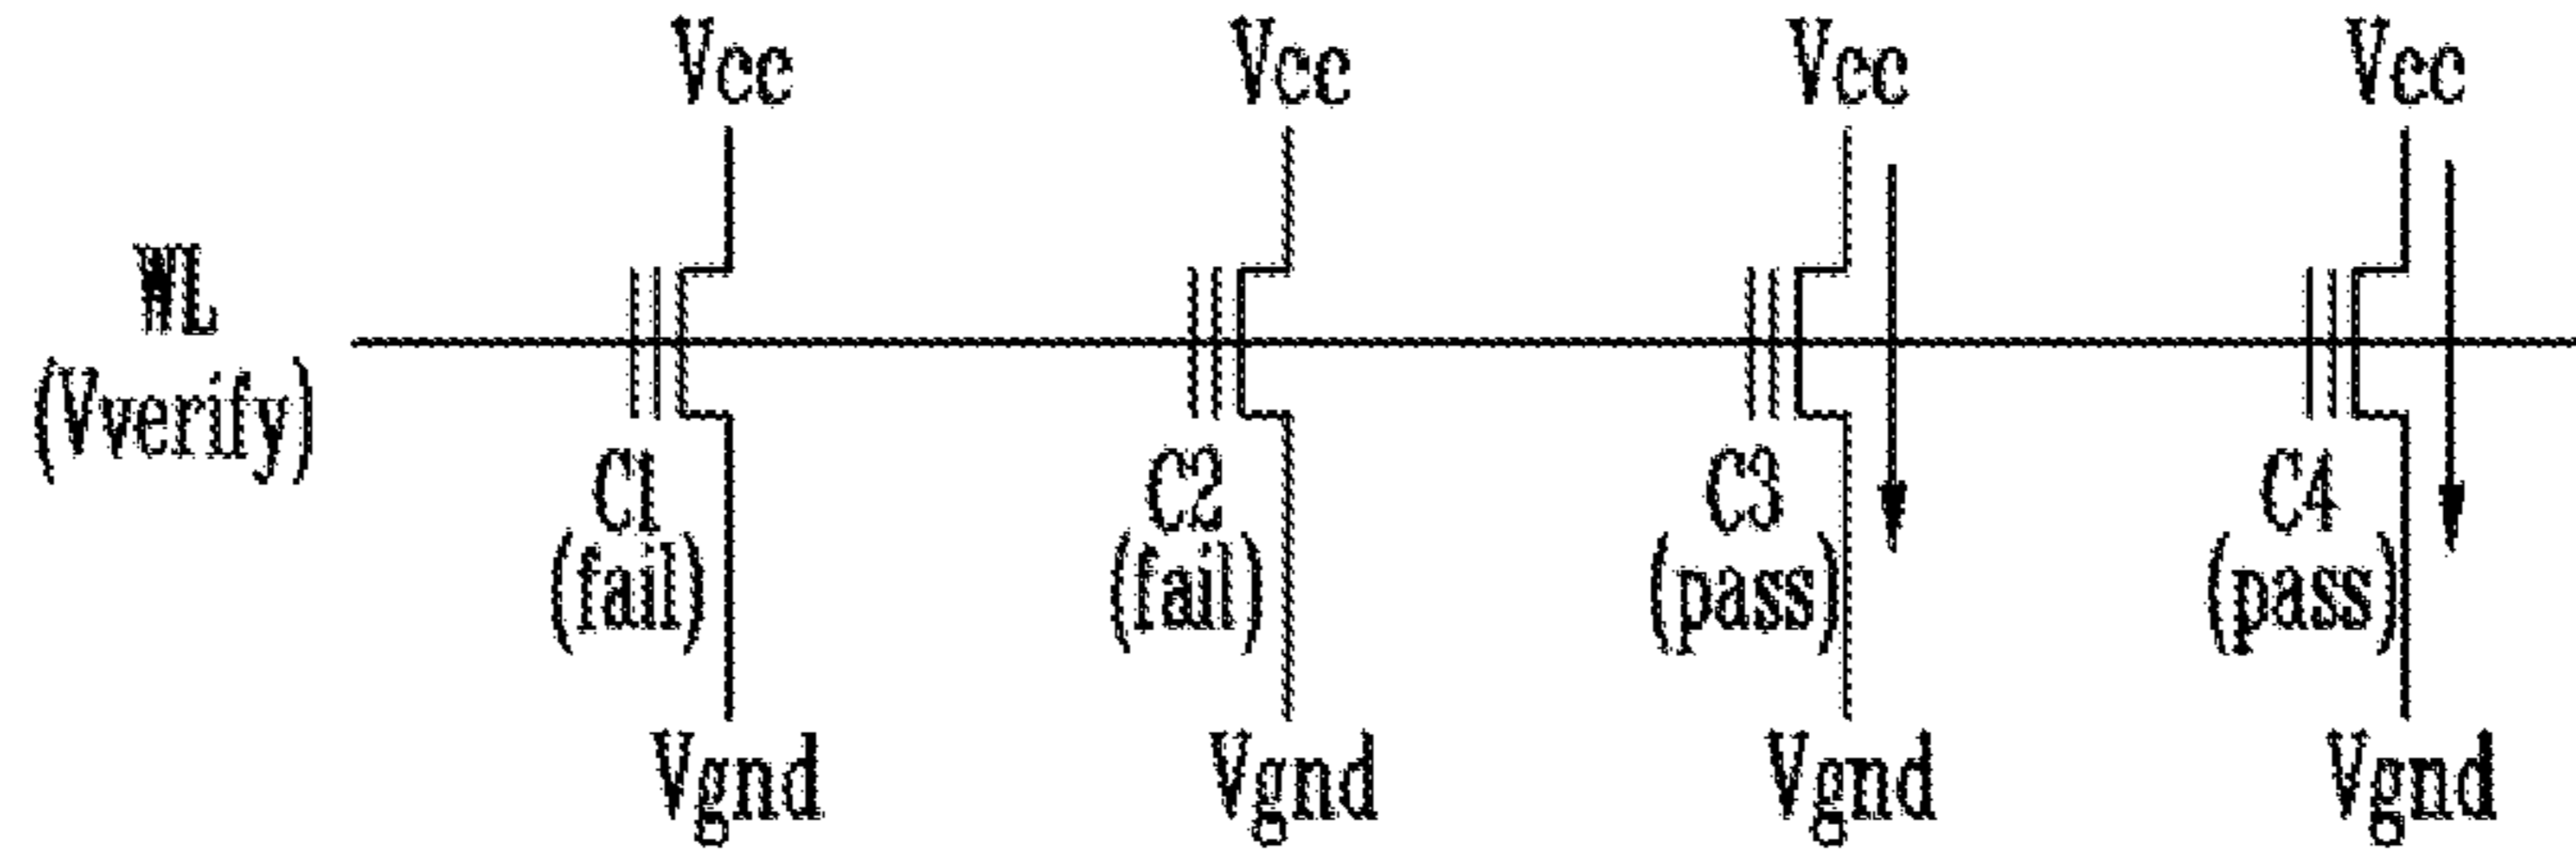 Vcc Vcc Vcc Vcc
WL
(Vverify)
C1 C2 C3 C4
(fail) (fail) (pass) (pass)
Vgnd Vgnd Vgnd Vgnd